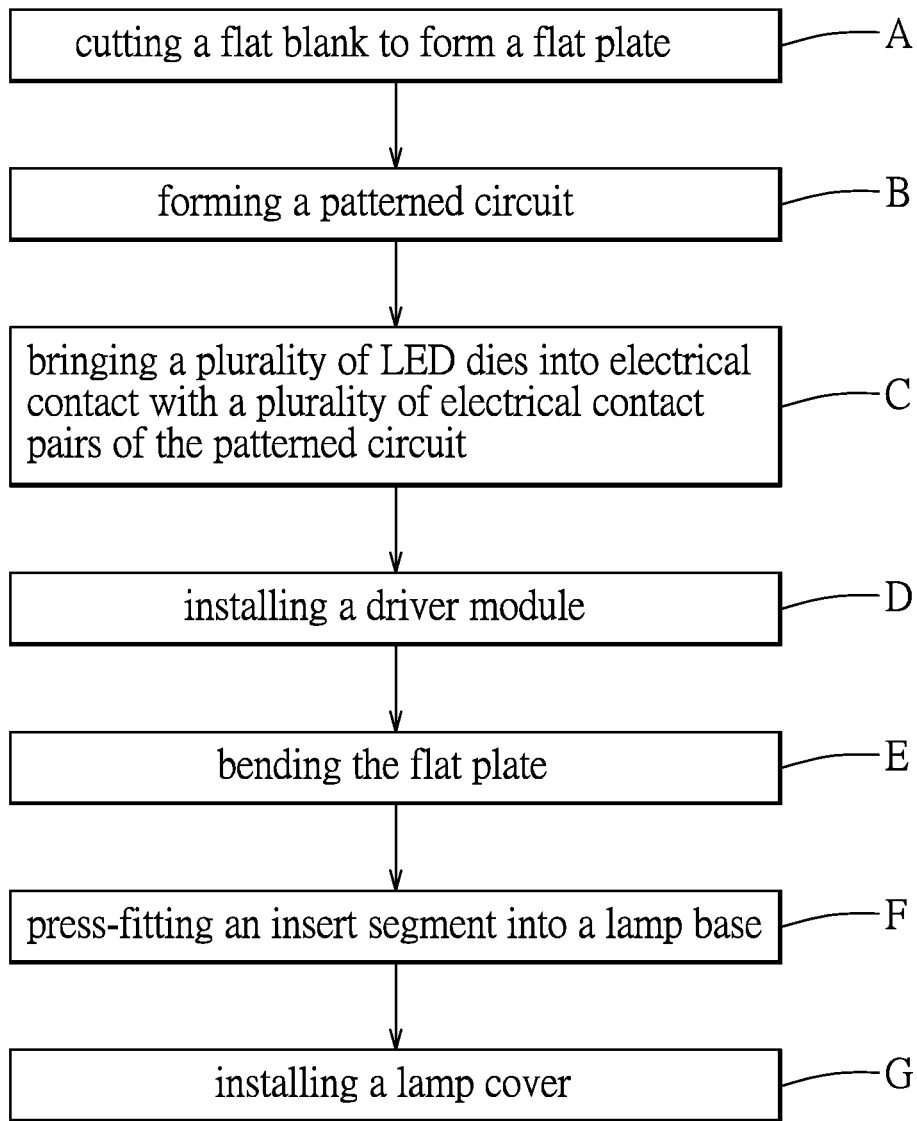 cutting a flat blank to form a flat plate
A
forming a patterned circuit
B
bringing a plurality of LED dies into electrical
contact with a plurality of electrical contact
pairs of the patterned circuit
C
installing a driver module
D
bending the flat plate
E
press-fitting an insert segment into a lamp base
F
installing a lamp cover
G